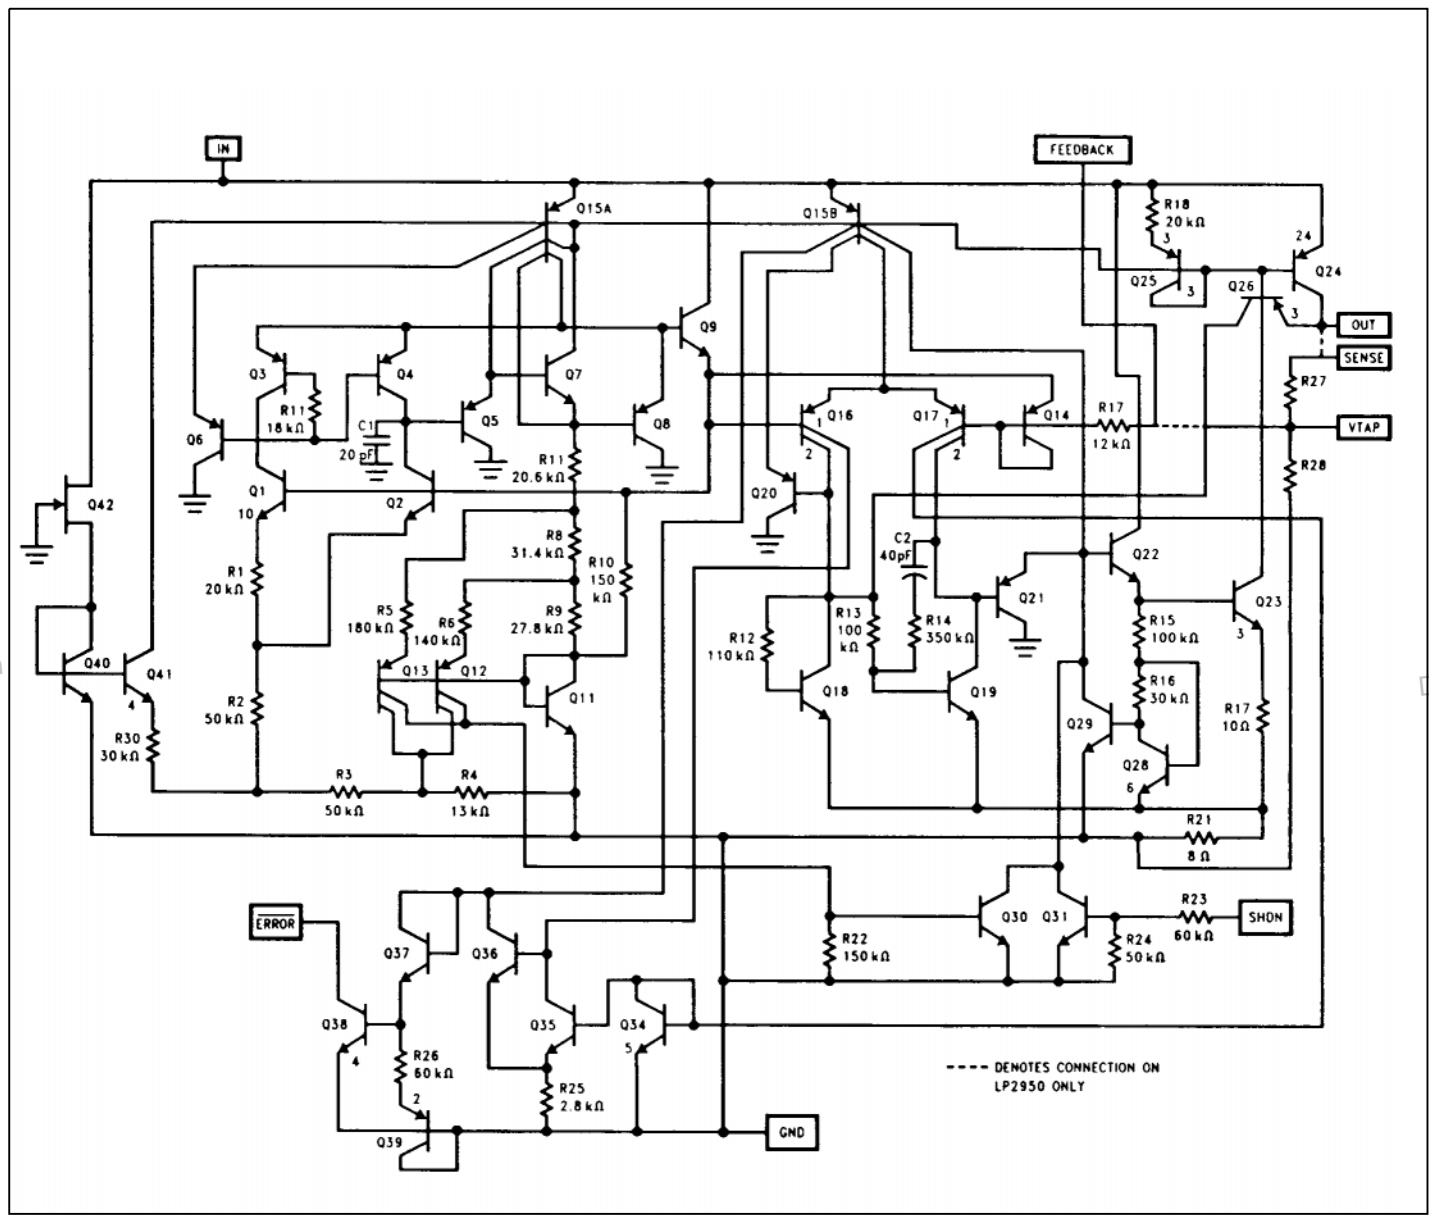 IN
FEEDBACK
Q15A
Q15B
R18
20 kΩ
3
Q25
3
24
Q24
Q26
3
OUT
SENSE
R27
VTAP
R28
Q3
R11
18 kΩ
Q4
C1
20 pF
Q5
Q6
Q7
Q8
Q9
R11
20.6 kΩ
Q16
1
2
Q17
1
2
Q14
R17
12 kΩ
Q42
Q1
10
Q2
Q20
R1
20 kΩ
R8
31.4 kΩ
R10
150
kΩ
C2
40pF
Q22
Q21
R5
180 kΩ
R6
140 kΩ
R9
27.8 kΩ
R12
110 kΩ
R13
100
kΩ
R14
350 kΩ
R15
100 kΩ
Q23
3
Q40
Q41
4
Q13
Q12
Q11
Q18
Q19
R16
30 kΩ
R2
50 kΩ
R30
30 kΩ
Q29
R17
10 Ω
Q28
6
R3
50 kΩ
R4
13 kΩ
R21
8 Ω
ERROR
Q37
Q36
R22
150 kΩ
Q30
Q31
R23
60 kΩ
R24
50 kΩ
SHDN
Q38
4
Q35
Q34
5
R26
60 kΩ
2
Q39
R25
2.8 kΩ
GND
DENOTES CONNECTION ON
LP2950 ONLY